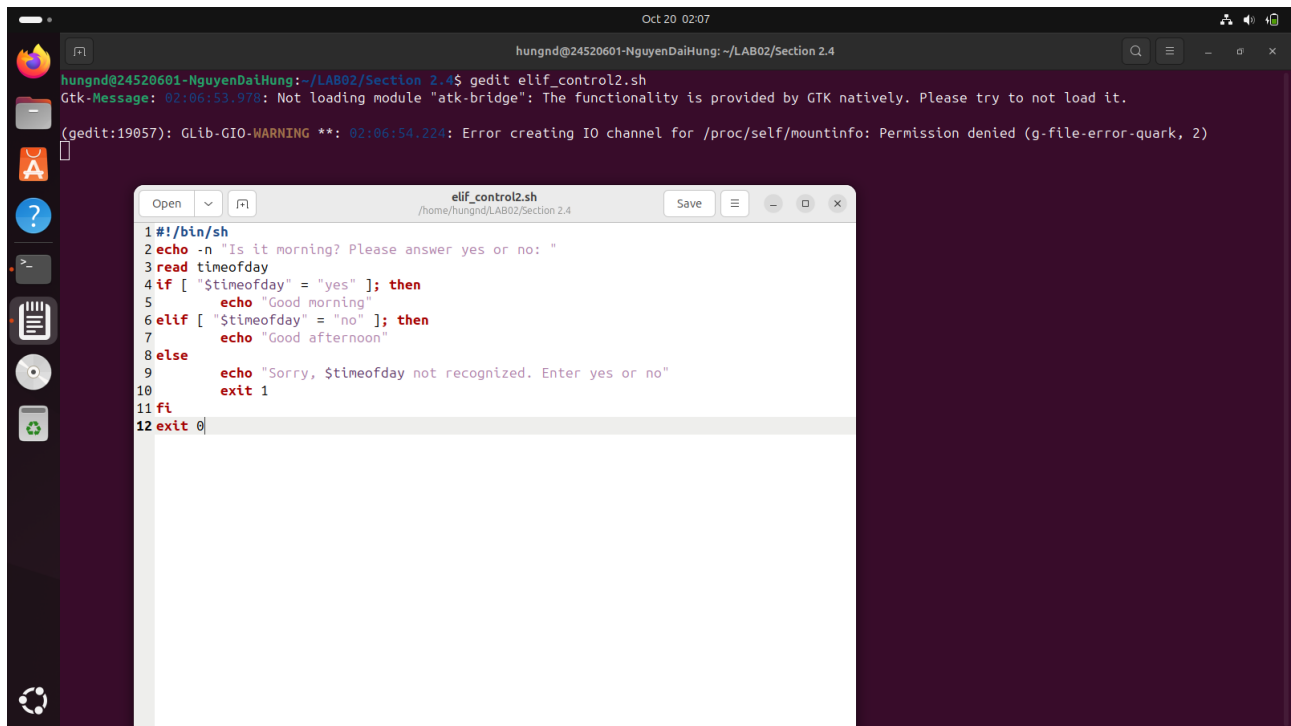 Oct 20 02:07
hungnd@24520601-NguyenDaiHung: ~/LAB02/Section 2.4
hungnd@24520601-NguyenDaiHung:~/LAB02/Section 2.4$ gedit elif_control2.sh
Gtk-Message: 02:06:53.978: Not loading module "atk-bridge": The functionality is provided by GTK natively. Please try to not load it.
(gedit:19057): GLib-GIO-WARNING **: 02:06:54.224: Error creating IO channel for /proc/self/mountinfo: Permission denied (g-file-error-quark, 2)
Open
elif_control2.sh
/home/hungnd/LAB02/Section 2.4
Save
1 #!/bin/sh
2 echo -n "Is it morning? Please answer yes or no: "
3 read timeofday
4 if [ "$timeofday" = "yes" ]; then
5 echo "Good morning"
6 elif [ "$timeofday" = "no" ]; then
7 echo "Good afternoon"
8 else
9 echo "Sorry, $timeofday not recognized. Enter yes or no"
10 exit 1
11 fi
12 exit 0